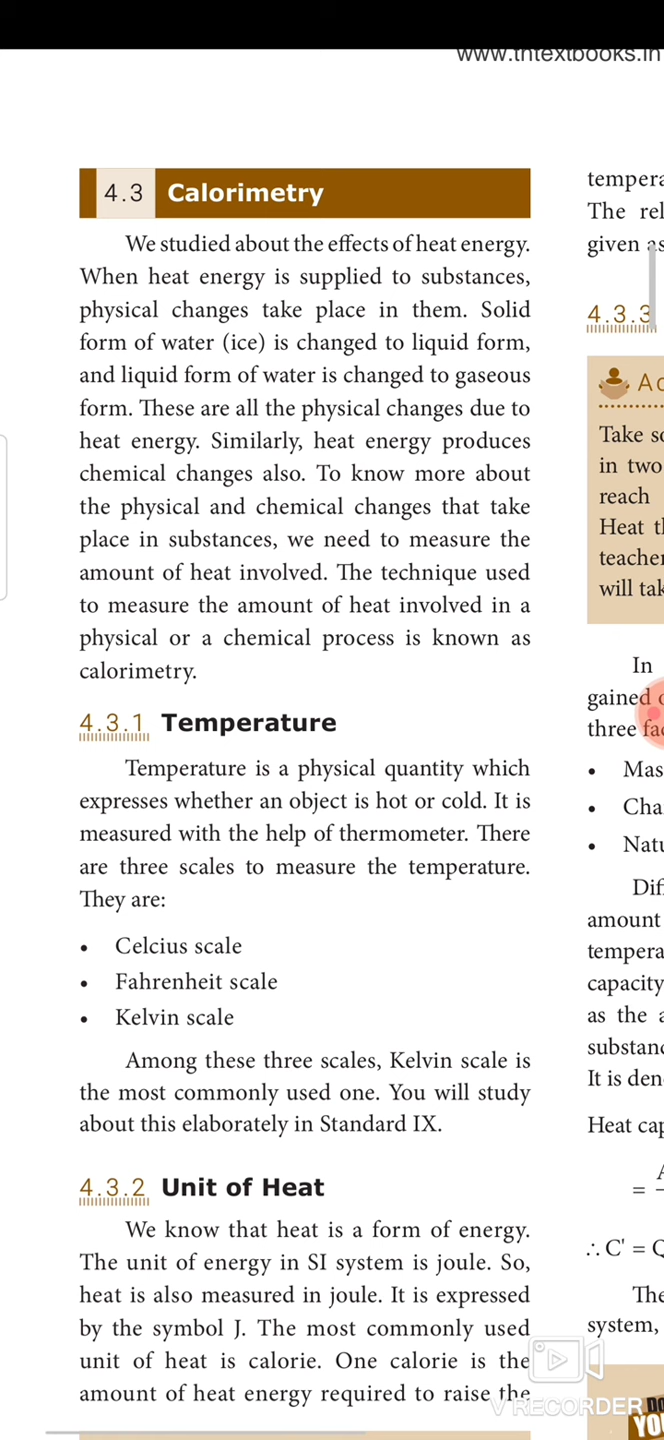 www.tntextbooks.in
4.3 Calorimetry
We studied about the effects of heat energy.
When heat energy is supplied to substances,
physical changes take place in them. Solid
form of water (ice) is changed to liquid form,
and liquid form of water is changed to gaseous
form. These are all the physical changes due to
heat energy. Similarly, heat energy produces
chemical changes also. To know more about
the physical and chemical changes that take
place in substances, we need to measure the
amount of heat involved. The technique used
to measure the amount of heat involved in a
physical or a chemical process is known as
calorimetry.
4.3.1 Temperature
Temperature is a physical quantity which
expresses whether an object is hot or cold. It is
measured with the help of thermometer. There
are three scales to measure the temperature.
They are:
• Celcius scale
• Fahrenheit scale
• Kelvin scale
Among these three scales, Kelvin scale is
the most commonly used one. You will study
about this elaborately in Standard IX.
4.3.2 Unit of Heat
We know that heat is a form of energy.
The unit of energy in SI system is joule. So,
heat is also measured in joule. It is expressed
by the symbol J. The most commonly used
unit of heat is calorie. One calorie is the
amount of heat energy required to raise the
The
given as
4.3.3
Take
in two
reach
Heat
will
In
gained
three
•
•
•
amount
capacity
as the
It is
Heat
=
∴ C' =
system,
V RECORDER
YO